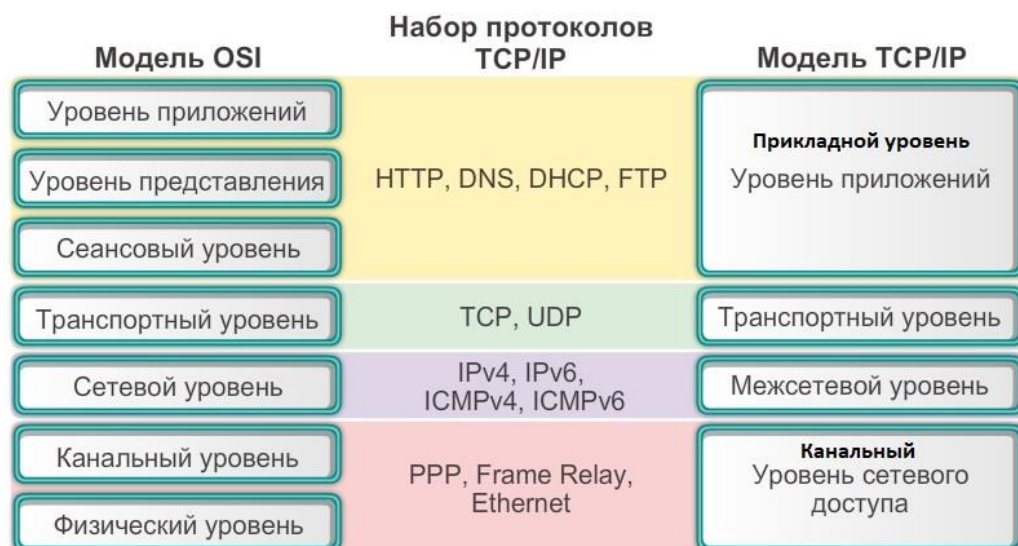 Модель OSI
Набор протоколов
TCP/IP
Модель TCP/IP
Уровень приложений
Уровень представления
Сеансовый уровень
HTTP, DNS, DHCP, FTP
Прикладной уровень
Уровень приложений
Транспортный уровень
TCP, UDP
Транспортный уровень
Сетевой уровень
IPv4, IPv6,
ICMPv4, ICMPv6
Межсетевой уровень
Канальный уровень
Физический уровень
PPP, Frame Relay,
Ethernet
Канальный
Уровень сетевого
доступа